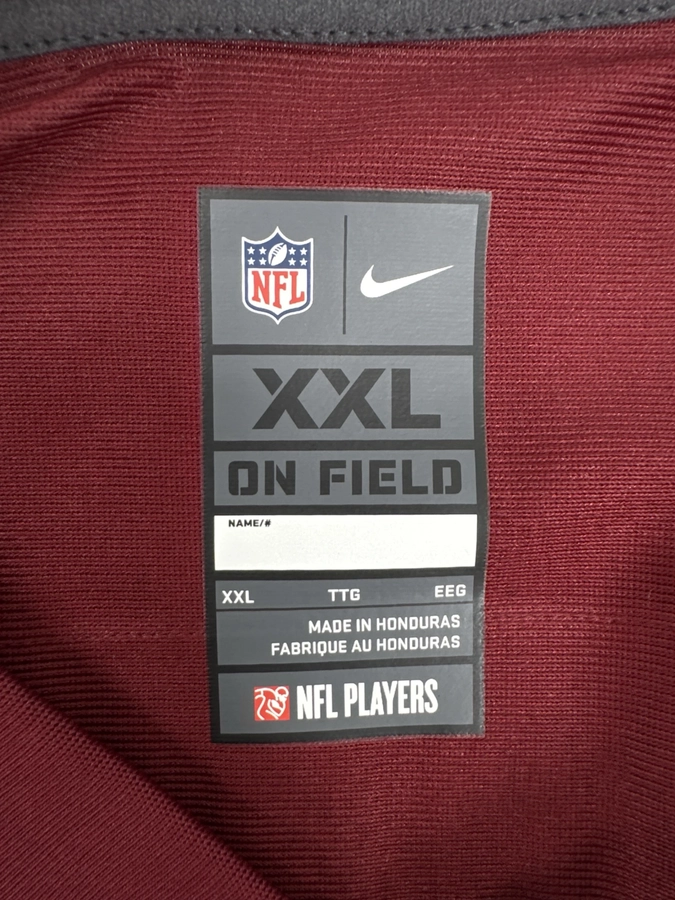 NFL
XXL
ON FIELD
NAME/#
XXL TTG EEG
MADE IN HONDURAS
FABRIQUE AU HONDURAS
NFL PLAYERS